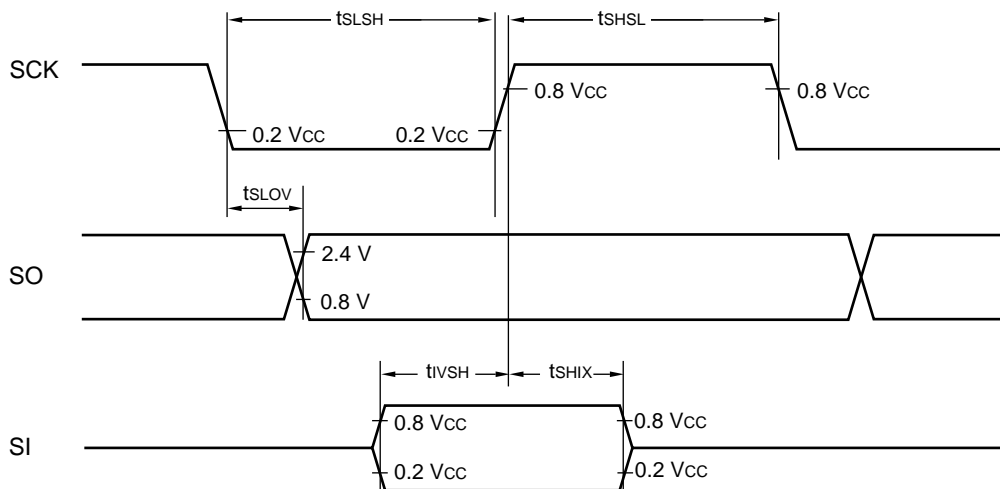 tSLSH
tSHSL
SCK
0.8 VCC
0.8 VCC
0.2 VCC
0.2 VCC
tSLOV
2.4 V
SO
0.8 V
tIVSH
tSHIX
0.8 VCC
0.8 VCC
SI
0.2 VCC
0.2 VCC